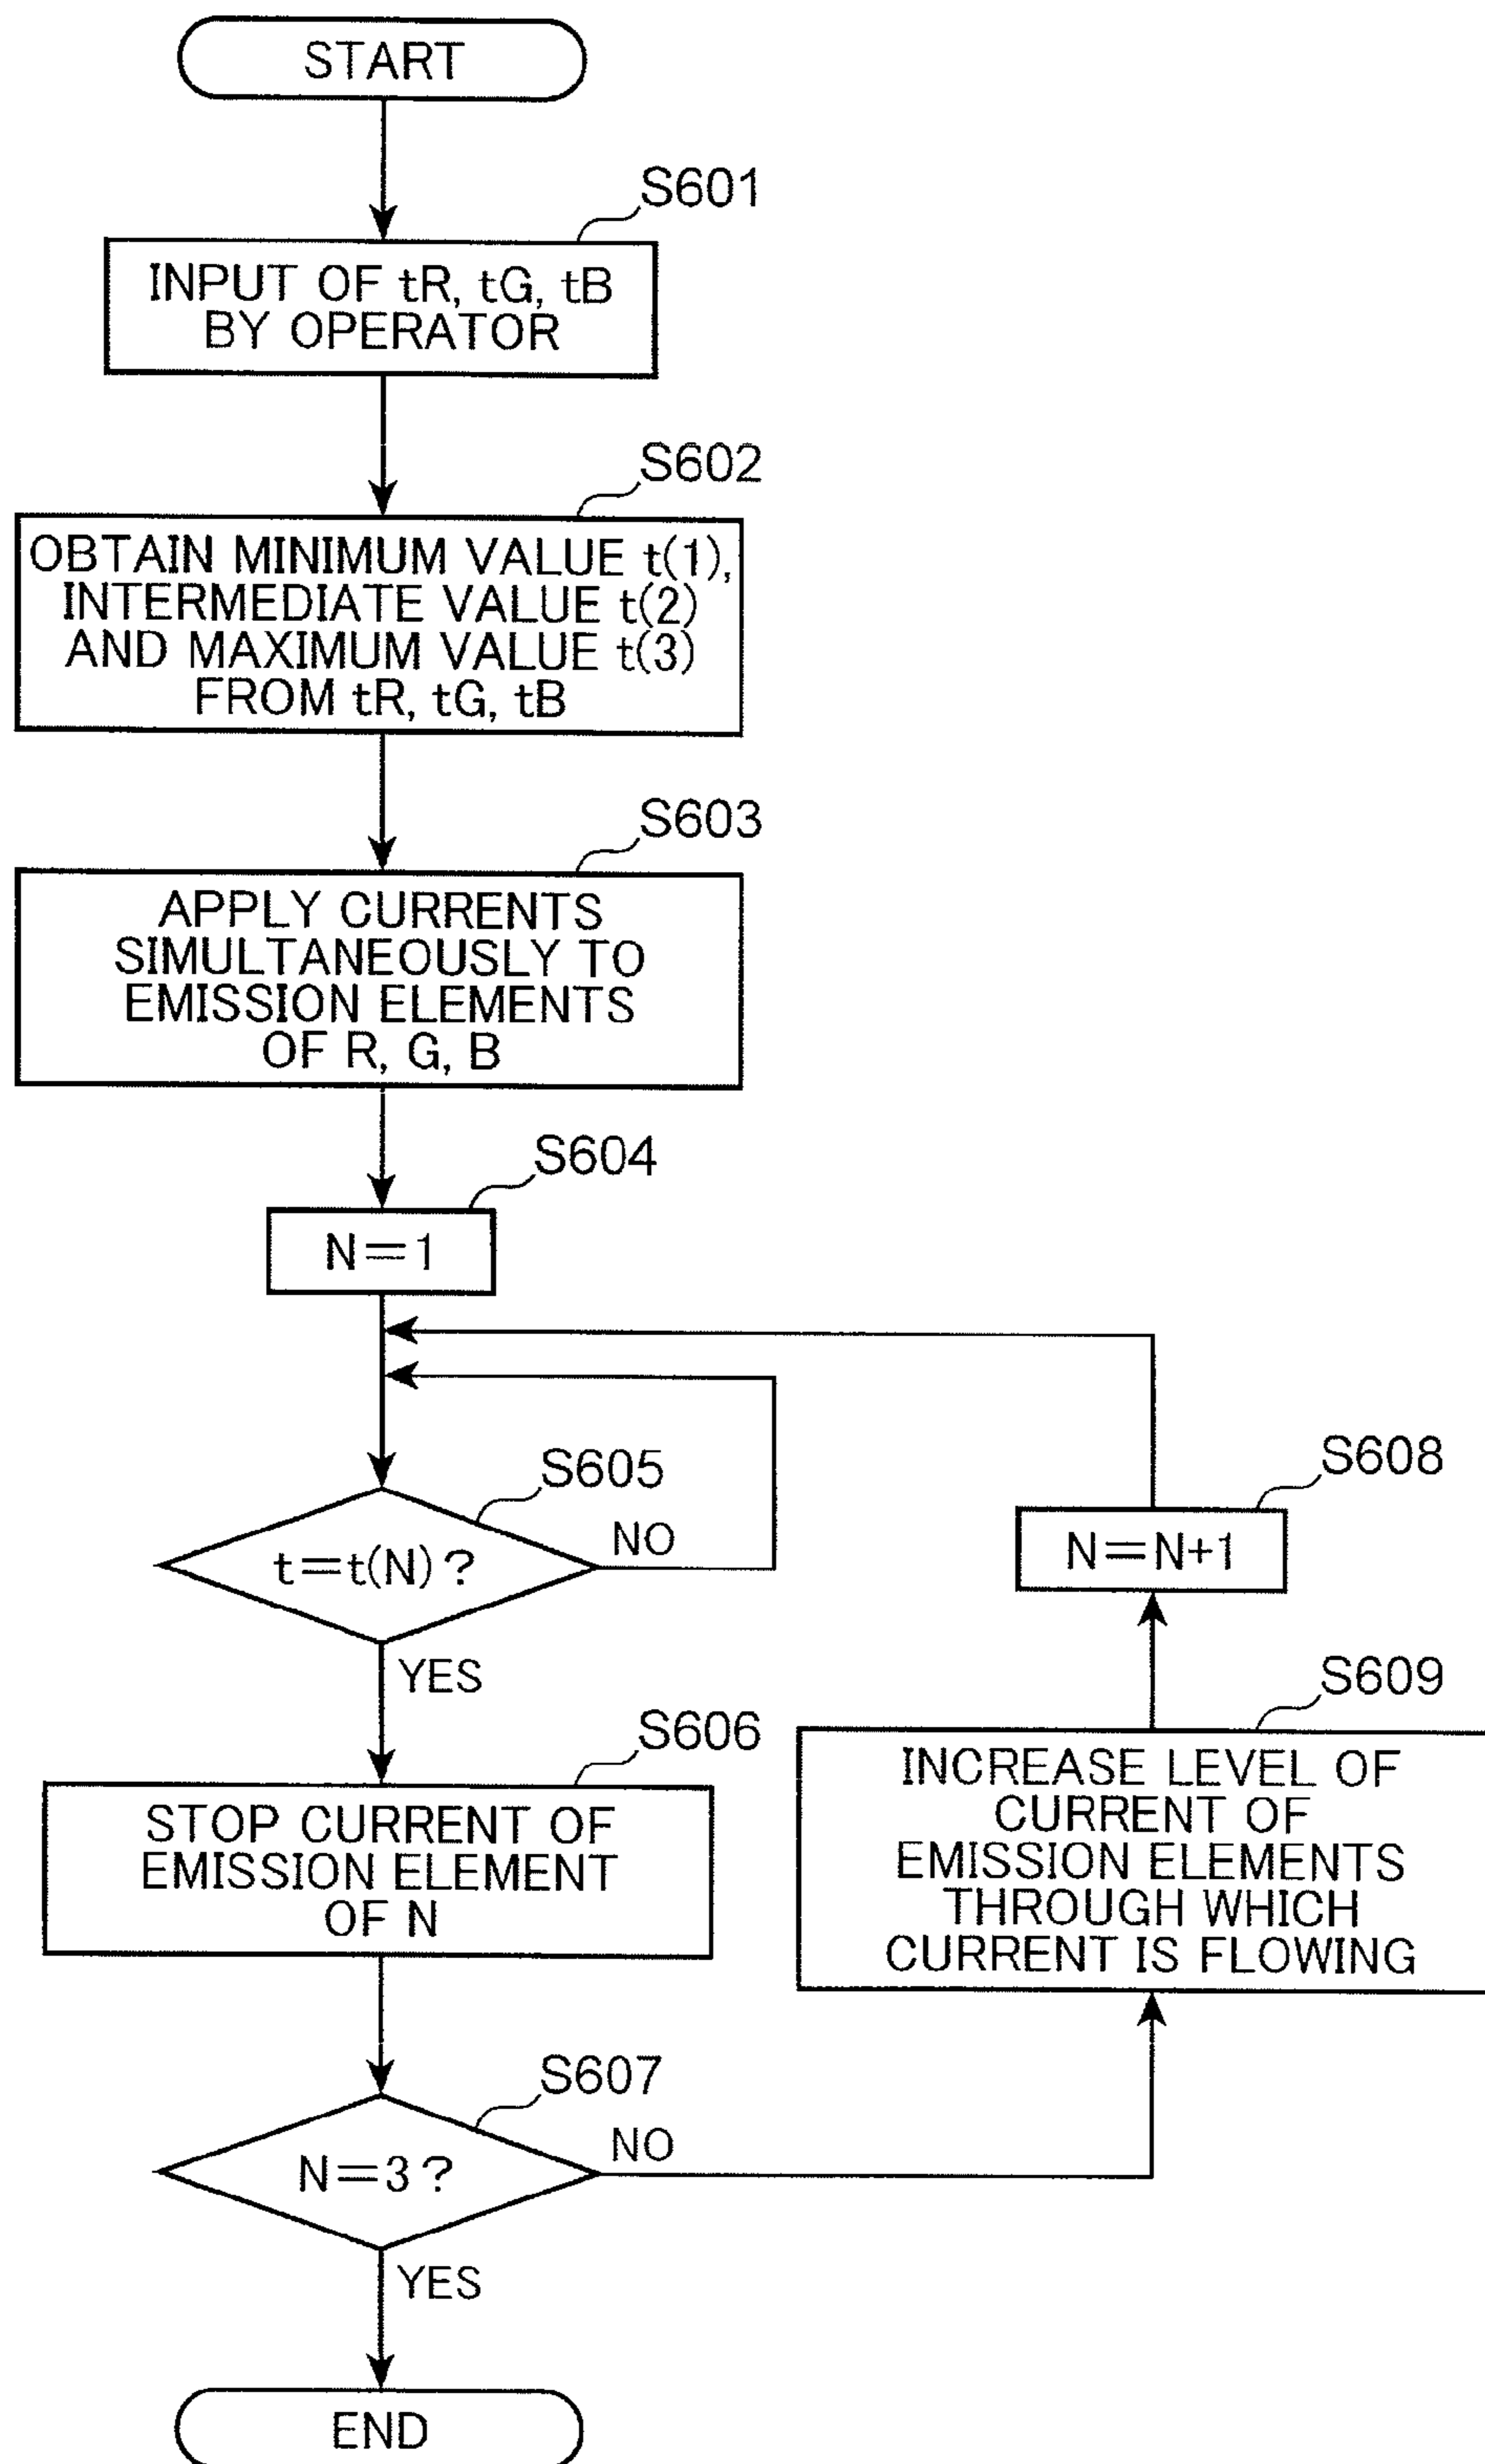 START
S601
INPUT OF tR, tG, tB
BY OPERATOR
S602
OBTAIN MINIMUM VALUE t(1),
INTERMEDIATE VALUE t(2)
AND MAXIMUM VALUE t(3)
FROM tR, tG, tB
S603
APPLY CURRENTS
SIMULTANEOUSLY TO
EMISSION ELEMENTS
OF R, G, B
S604
N=1
S605
t=t(N)?
NO
YES
S606
STOP CURRENT OF
EMISSION ELEMENT
OF N
S607
N=3?
NO
YES
END
S608
N=N+1
S609
INCREASE LEVEL OF
CURRENT OF
EMISSION ELEMENTS
THROUGH WHICH
CURRENT IS FLOWING